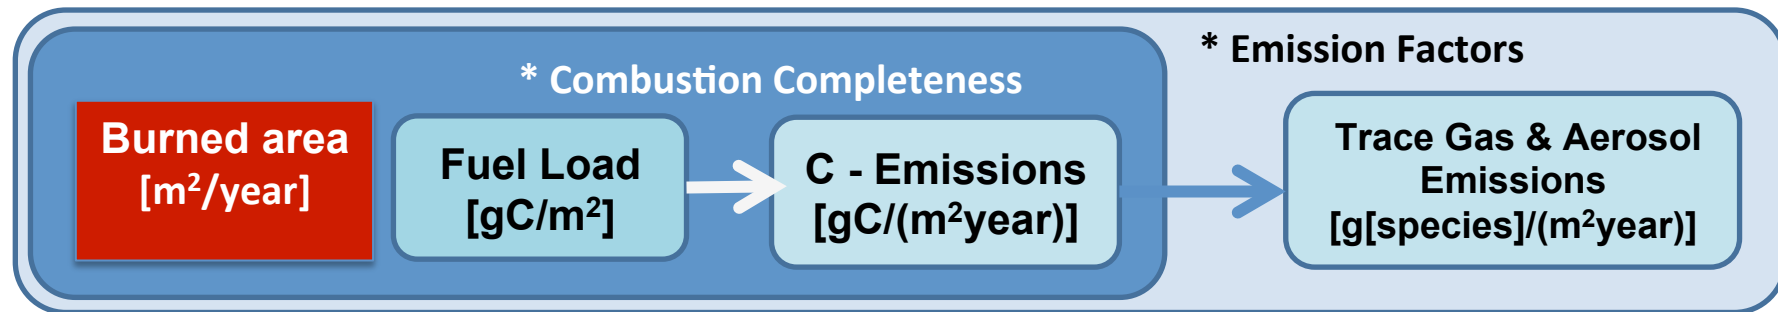 * Emission Factors
* Combustion Completeness
Burned area
[m²/year]
Fuel Load
[gC/m²]
C - Emissions
[gC/(m²year)]
Trace Gas & Aerosol
Emissions
[g[species]/(m²year)]